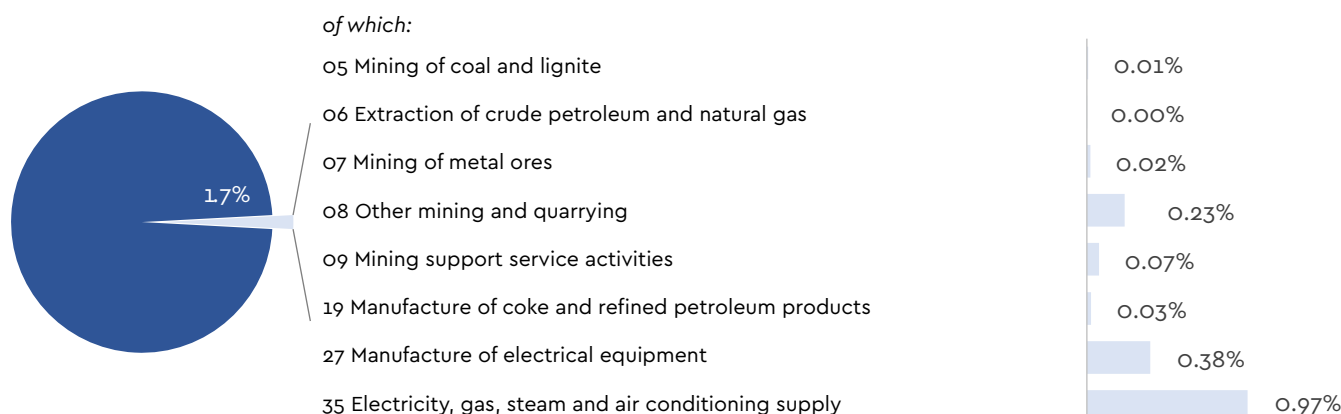 of which:
05 Mining of coal and lignite 0.01%
06 Extraction of crude petroleum and natural gas 0.00%
07 Mining of metal ores 0.02%
1.7%
08 Other mining and quarrying 0.23%
09 Mining support service activities 0.07%
19 Manufacture of coke and refined petroleum products 0.03%
27 Manufacture of electrical equipment 0.38%
35 Electricity, gas, steam and air conditioning supply 0.97%